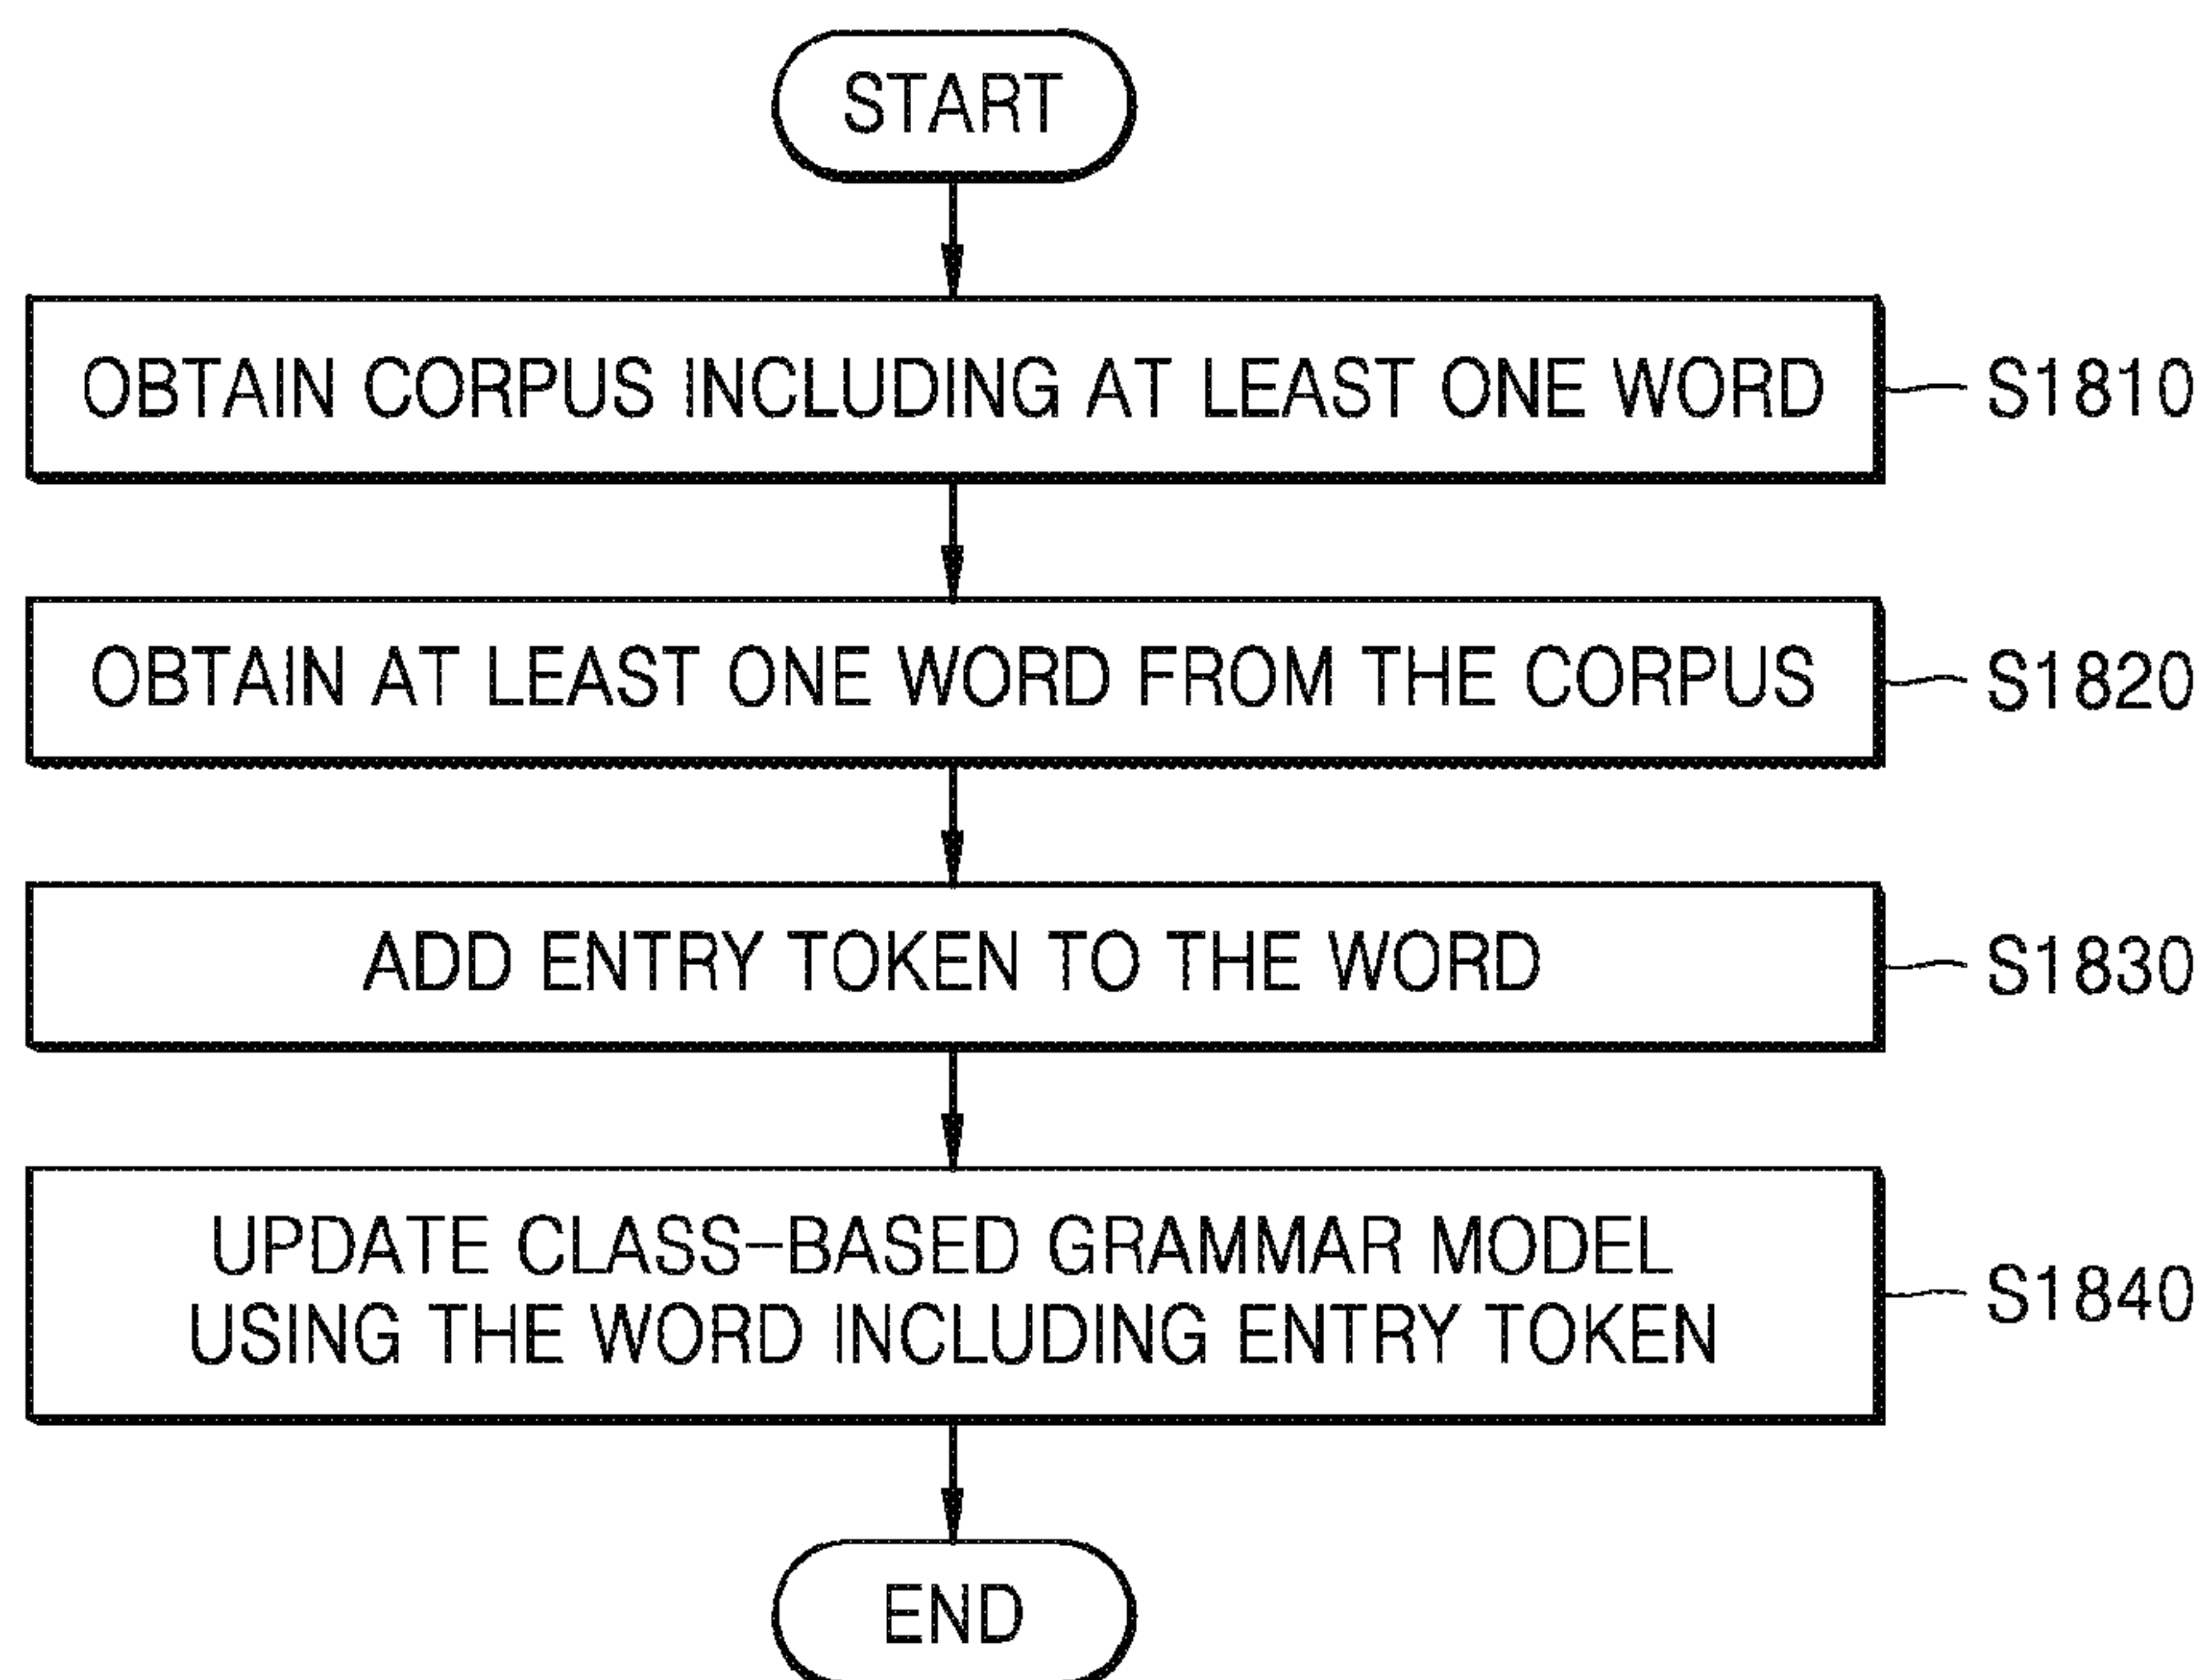 START
OBTAIN CORPUS INCLUDING AT LEAST ONE WORD
S1810
OBTAIN AT LEAST ONE WORD FROM THE CORPUS
S1820
ADD ENTRY TOKEN TO THE WORD
S1830
UPDATE CLASS-BASED GRAMMAR MODEL
USING THE WORD INCLUDING ENTRY TOKEN
S1840
END